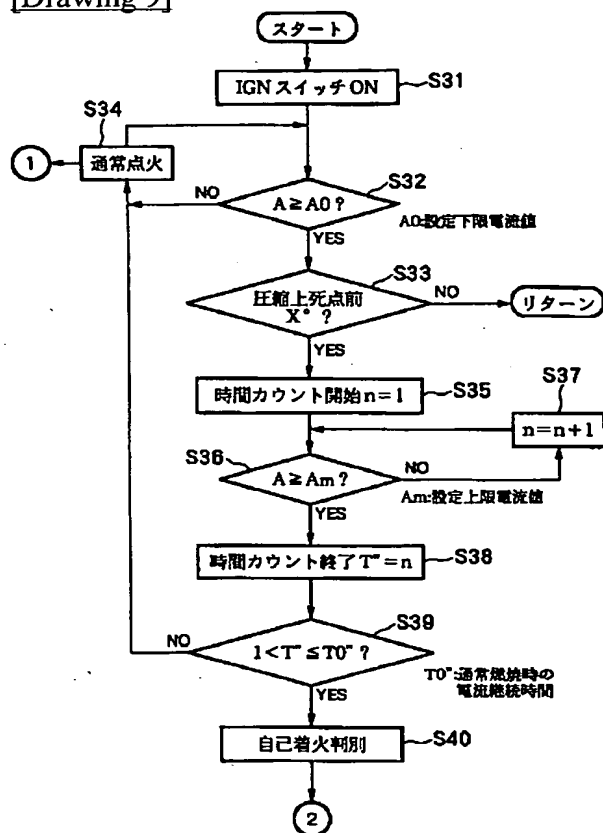 [Drawing 9]
スタート
IGNスイッチON
S31
S34
通常点火
1
S32
A≧A0?
NO
A0:設定下限電流値
YES
S33
圧縮上死点前
X°?
NO
リターン
YES
時間カウント開始n=1
S35
S37
n=n+1
S36
A≧Am?
NO
Am:設定上限電流値
YES
時間カウント終了T"=n
S38
S39
1<T"≦T0"?
NO
T0":通常燃焼時の
電流継続時間
YES
自己着火判別
S40
2